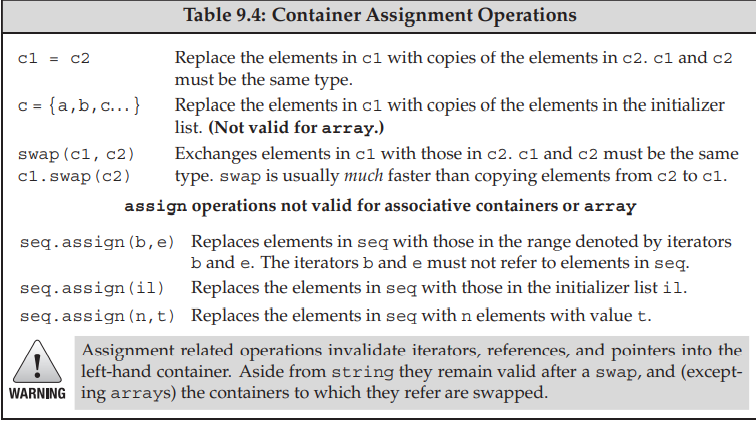 Table 9.4: Container Assignment Operations
c1 = c2 Replace the elements in c1 with copies of the elements in c2. c1 and c2
must be the same type.
c = {a,b,c...} Replace the elements in c1 with copies of the elements in the initializer
list. (Not valid for array.)
swap(c1, c2) Exchanges elements in c1 with those in c2. c1 and c2 must be the same
c1.swap(c2) type. swap is usually much faster than copying elements from c2 to c1.
assign operations not valid for associative containers or array
seq.assign(b,e) Replaces elements in seq with those in the range denoted by iterators
b and e. The iterators b and e must not refer to elements in seq.
seq.assign(il) Replaces the elements in seq with those in the initializer list il.
seq.assign(n,t) Replaces the elements in seq with n elements with value t.
Assignment related operations invalidate iterators, references, and pointers into the
left-hand container. Aside from string they remain valid after a swap, and (except-
ing arrays) the containers to which they refer are swapped.
WARNING